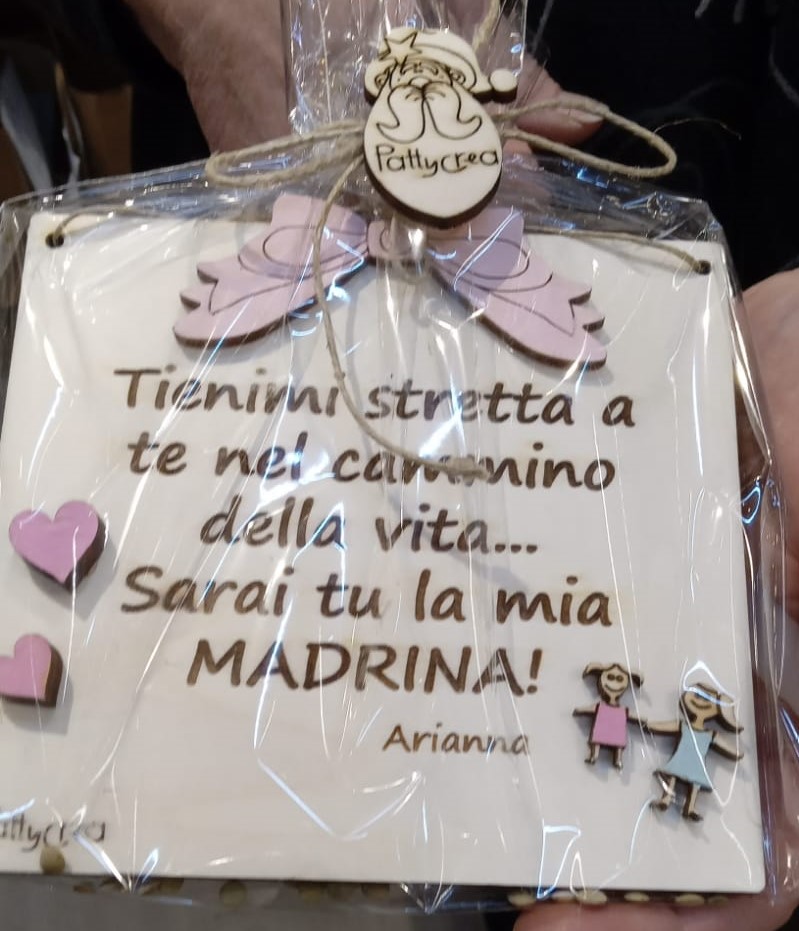 Pattycrea
Tienimi stretta a
te nel cammino
della vita...
Sarai tu la mia
MADRINA!
Arianna
attycrea